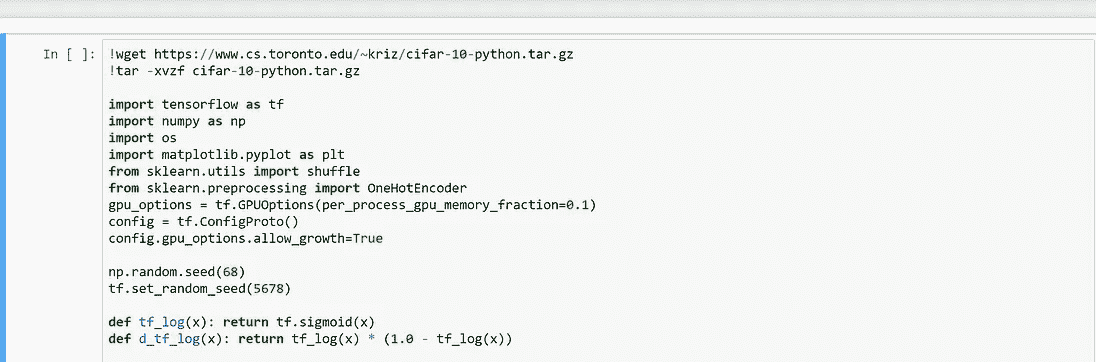 In [ ]: !wget https://www.cs.toronto.edu/~kriz/cifar-10-python.tar.gz
!tar -xvzf cifar-10-python.tar.gz
import tensorflow as tf
import numpy as np
import os
import matplotlib.pyplot as plt
from sklearn.utils import shuffle
from sklearn.preprocessing import OneHotEncoder
gpu_options = tf.GPUOptions(per_process_gpu_memory_fraction=0.1)
config = tf.ConfigProto()
config.gpu_options.allow_growth=True
np.random.seed(68)
tf.set_random_seed(5678)
def tf_log(x): return tf.sigmoid(x)
def d_tf_log(x): return tf_log(x) * (1.0 - tf_log(x))